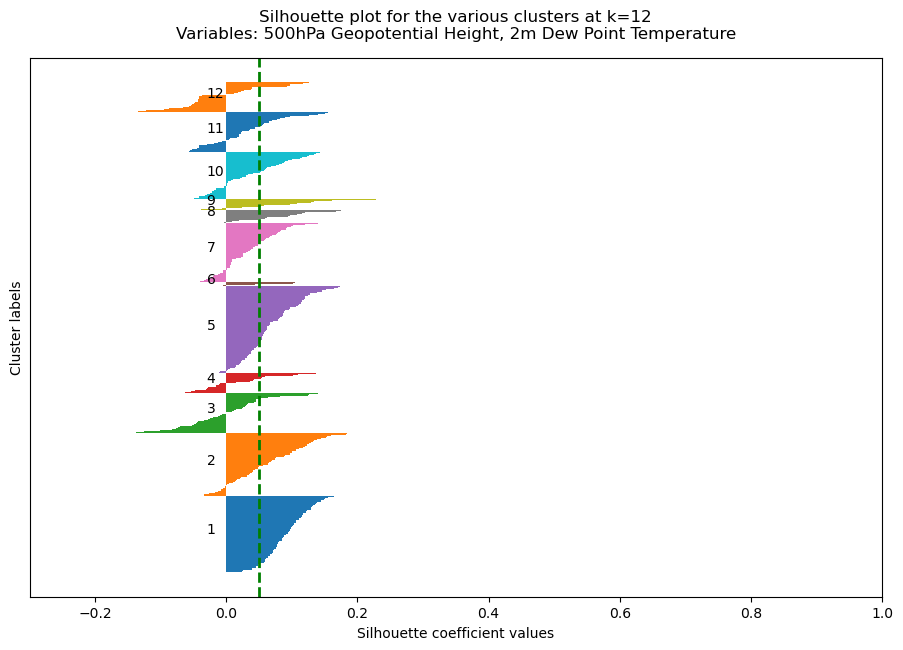 Silhouette plot for the various clusters at k=12
Variables: 500hPa Geopotential Height, 2m Dew Point Temperature
12
11
10
9
8
7
6
5
4
3
2
1
Cluster labels
−0.2 0.0 0.2 0.4 0.6 0.8 1.0
Silhouette coefficient values